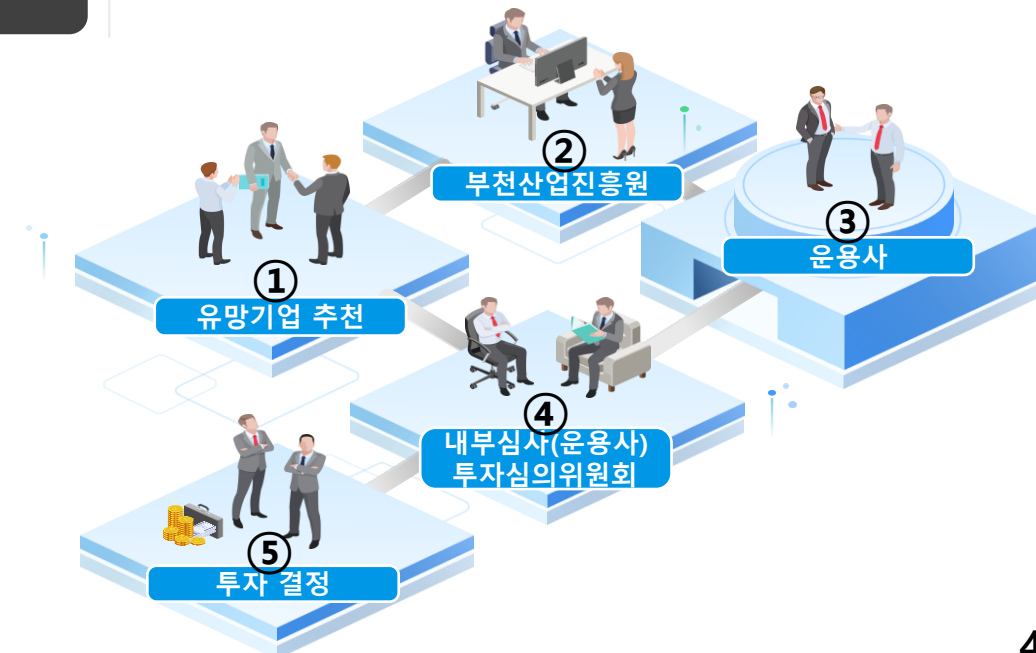 ①
유망기업 추천
②
부천산업진흥원
③
운용사
④
내부심사(운용사)
투자심의위원회
⑤
투자 결정
4